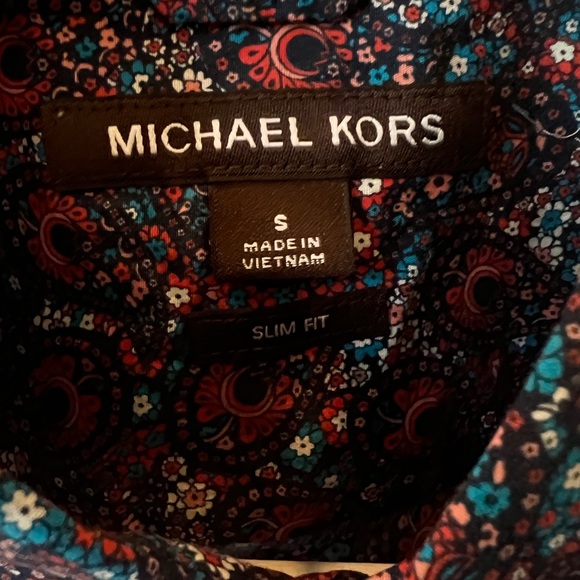 MICHAEL KORS
S
MADE IN
VIETNAM
SLIM FIT